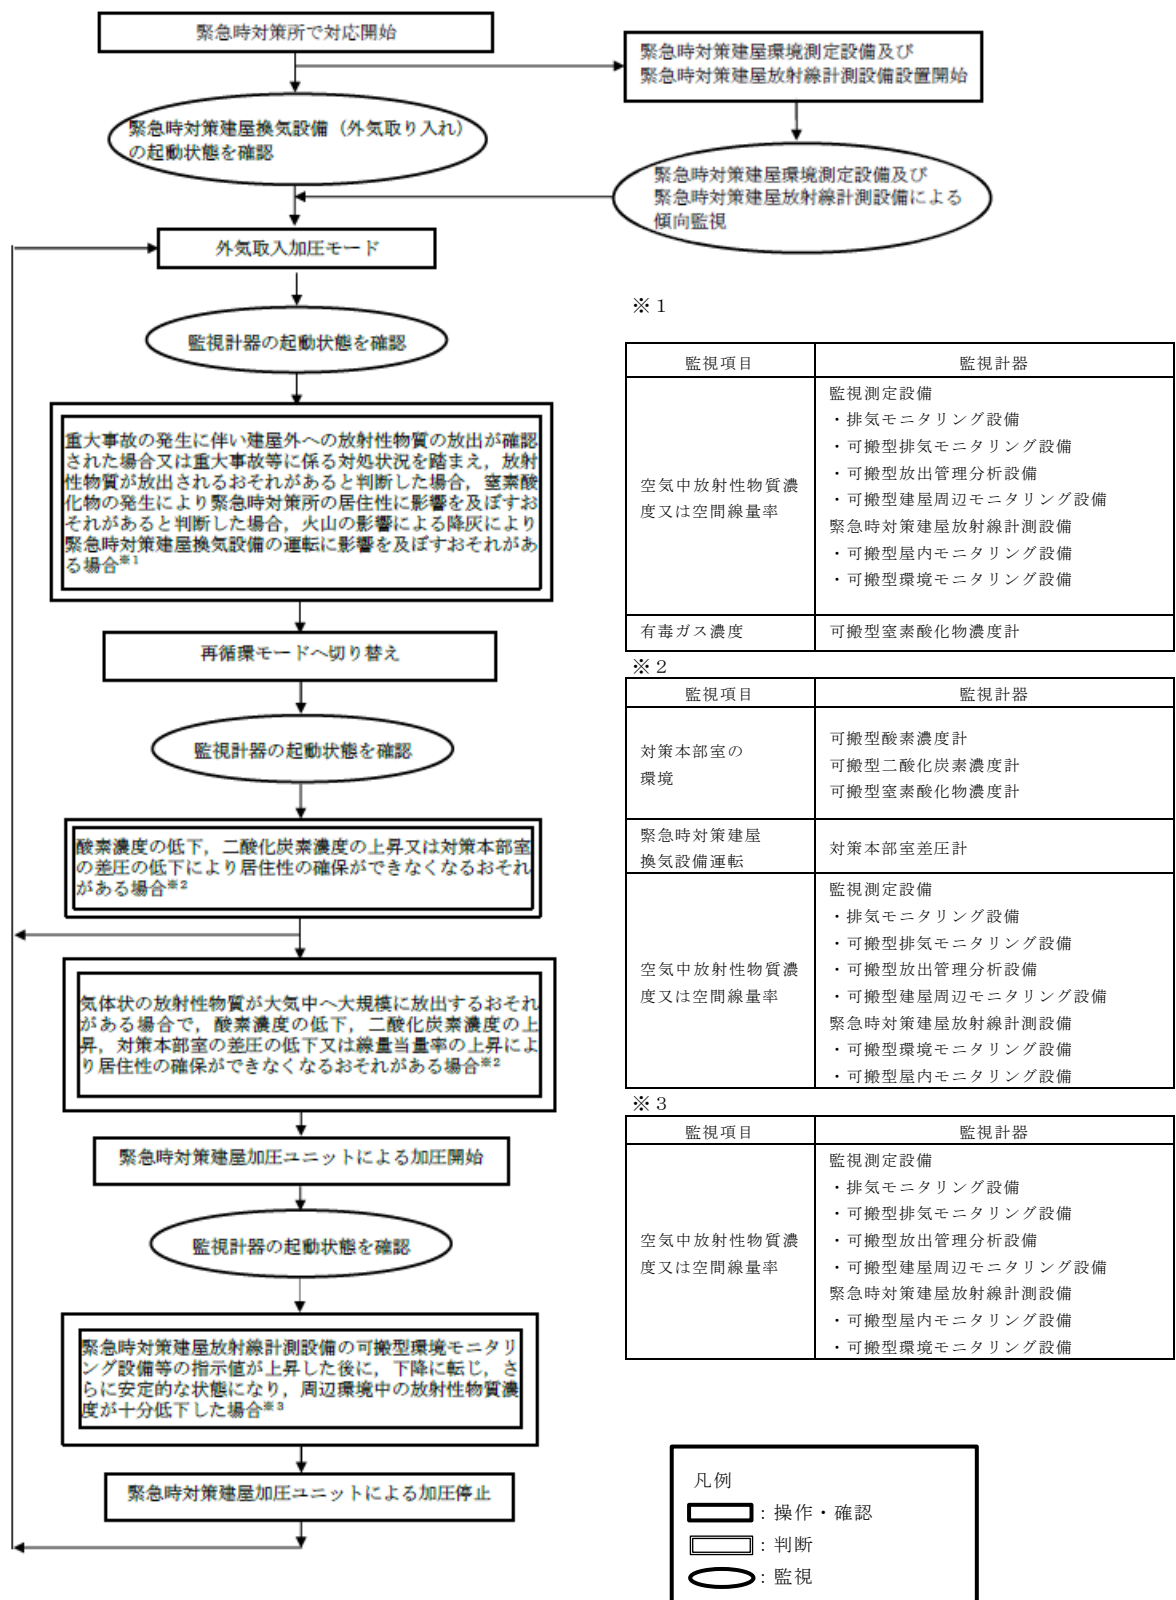 緊急時対策所で対応開始
緊急時対策建屋環境測定設備及び
緊急時対策建屋放射線計測設備設置開始
緊急時対策建屋換気設備（外気取り入れ）
の起動状態を確認
緊急時対策建屋環境測定設備及び
緊急時対策建屋放射線計測設備による
傾向監視
外気取入加圧モード
監視計器の起動状態を確認
重大事故の発生に伴い建屋外への放射性物質の放出が確認
された場合又は重大事故等に係る対処状況を踏まえ，放射
性物質が放出されるおそれがあると判断した場合，窒素酸
化物の発生により緊急時対策所の居住性に影響を及ぼすお
それがあると判断した場合，火山の影響による降灰により
緊急時対策建屋換気設備の運転に影響を及ぼすおそれがあ
る場合※1
再循環モードへ切り替え
監視計器の起動状態を確認
酸素濃度の低下，二酸化炭素濃度の上昇又は対策本部室
の差圧の低下により居住性の確保ができなくなるおそれ
がある場合※2
気体状の放射性物質が大気中へ大規模に放出するおそれ
がある場合で，酸素濃度の低下，二酸化炭素濃度の上
昇，対策本部室の差圧の低下又は線量当量率の上昇によ
り居住性の確保ができなくなるおそれがある場合※2
緊急時対策建屋加圧ユニットによる加圧開始
監視計器の起動状態を確認
緊急時対策建屋放射線計測設備の可搬型環境モニタリ
ング設備等の指示値が上昇した後に，下降に転じ，さ
らに安定的な状態になり，周辺環境中の放射性物質濃
度が十分低下した場合※3
緊急時対策建屋加圧ユニットによる加圧停止
※１
監視項目 監視計器
空気中放射性物質濃
度又は空間線量率
監視測定設備
・排気モニタリング設備
・可搬型排気モニタリング設備
・可搬型放出管理分析設備
・可搬型建屋周辺モニタリング設備
緊急時対策建屋放射線計測設備
・可搬型屋内モニタリング設備
・可搬型環境モニタリング設備
有毒ガス濃度 可搬型窒素酸化物濃度計
※２
監視項目 監視計器
対策本部室の
環境
可搬型酸素濃度計
可搬型二酸化炭素濃度計
可搬型窒素酸化物濃度計
緊急時対策建屋
換気設備運転
対策本部室差圧計
空気中放射性物質濃
度又は空間線量率
監視測定設備
・排気モニタリング設備
・可搬型排気モニタリング設備
・可搬型放出管理分析設備
・可搬型建屋周辺モニタリング設備
緊急時対策建屋放射線計測設備
・可搬型環境モニタリング設備
・可搬型屋内モニタリング設備
※３
監視項目 監視計器
空気中放射性物質濃
度又は空間線量率
監視測定設備
・排気モニタリング設備
・可搬型排気モニタリング設備
・可搬型放出管理分析設備
・可搬型建屋周辺モニタリング設備
緊急時対策建屋放射線計測設備
・可搬型屋内モニタリング設備
・可搬型環境モニタリング設備
凡例
：操作・確認
：判断
：監視